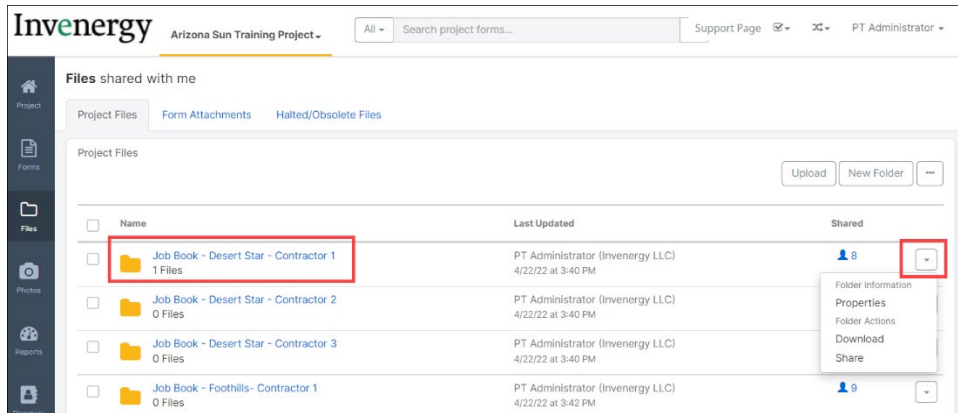 Invenergy
Arizona Sun Training Project
All
Search project forms...
Support Page
PT Administrator
Project
Forms
Files
Photos
Reports
Files shared with me
Project Files
Form Attachments
Halted/Obsolete Files
Project Files
Upload
New Folder
Name
Last Updated
Shared
Job Book - Desert Star - Contractor 1
1 Files
PT Administrator (Invenergy LLC)
4/22/22 at 3:40 PM
8
Folder Information
Properties
Folder Actions
Download
Share
Job Book - Desert Star - Contractor 2
0 Files
PT Administrator (Invenergy LLC)
4/22/22 at 3:40 PM
Job Book - Desert Star - Contractor 3
0 Files
PT Administrator (Invenergy LLC)
4/22/22 at 3:40 PM
Job Book - Foothills- Contractor 1
0 Files
PT Administrator (Invenergy LLC)
4/22/22 at 3:42 PM
9